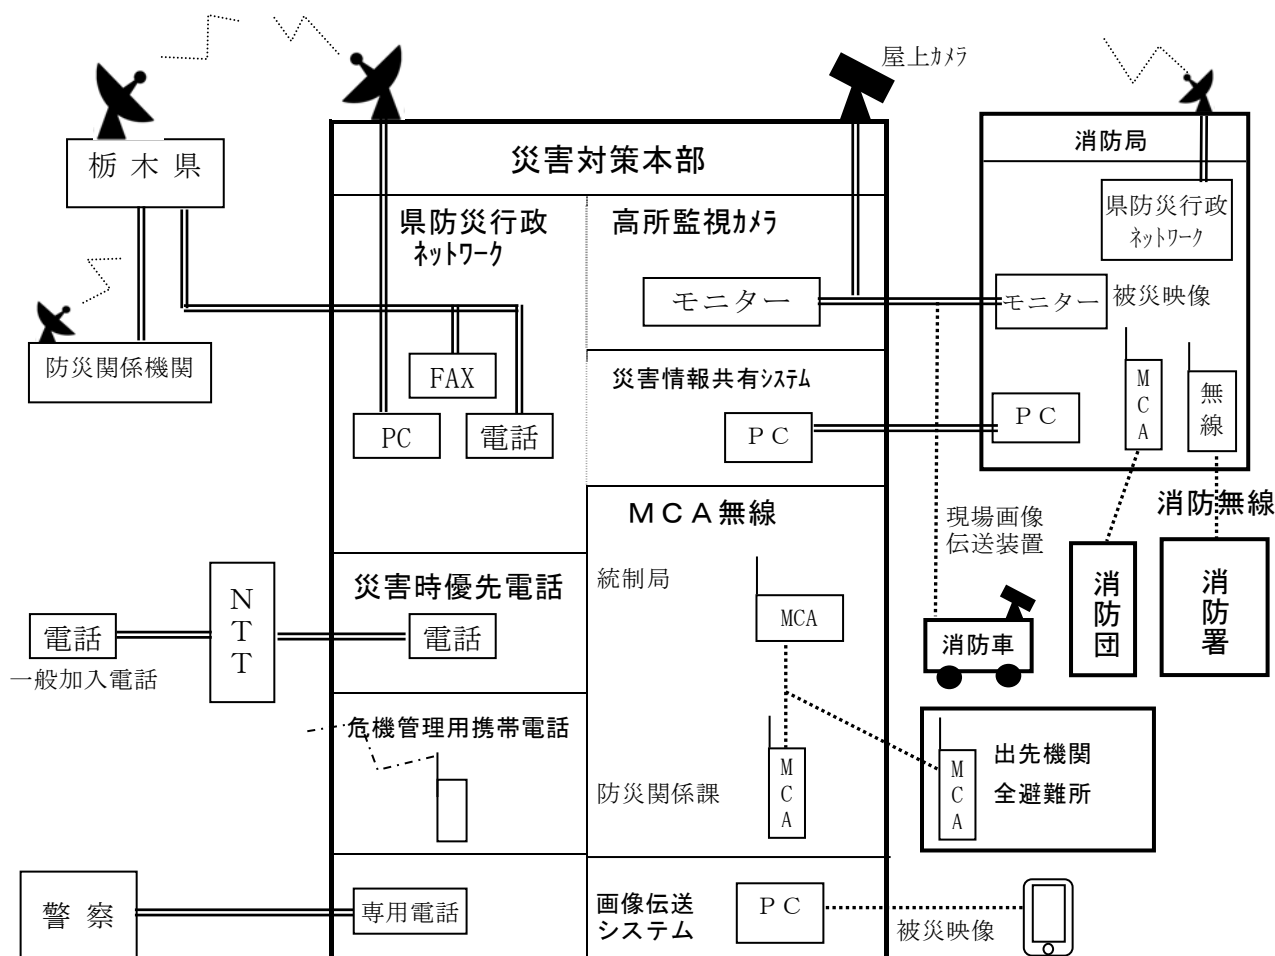 屋上ｶﾒﾗ
栃木県
災害対策本部
消防局
県防災行政
ﾈｯﾄﾜｰｸ
高所監視ｶﾒﾗ
県防災行政
ﾈｯﾄﾜｰｸ
モニター
モニター
被災映像
防災関係機関
FAX
災害情報共有ｼｽﾃﾑ
PC
電話
ＰＣ
ＰＣ
MCA
無線
ＭＣＡ無線
消防無線
現場画像
伝送装置
統制局
MCA
消防団
消防署
災害時優先電話
ＮＴＴ
電話
電話
一般加入電話
消防車
危機管理用携帯電話
防災関係課
MCA
MCA
出先機関
全避難所
警察
専用電話
画像伝送
システム
ＰＣ
被災映像